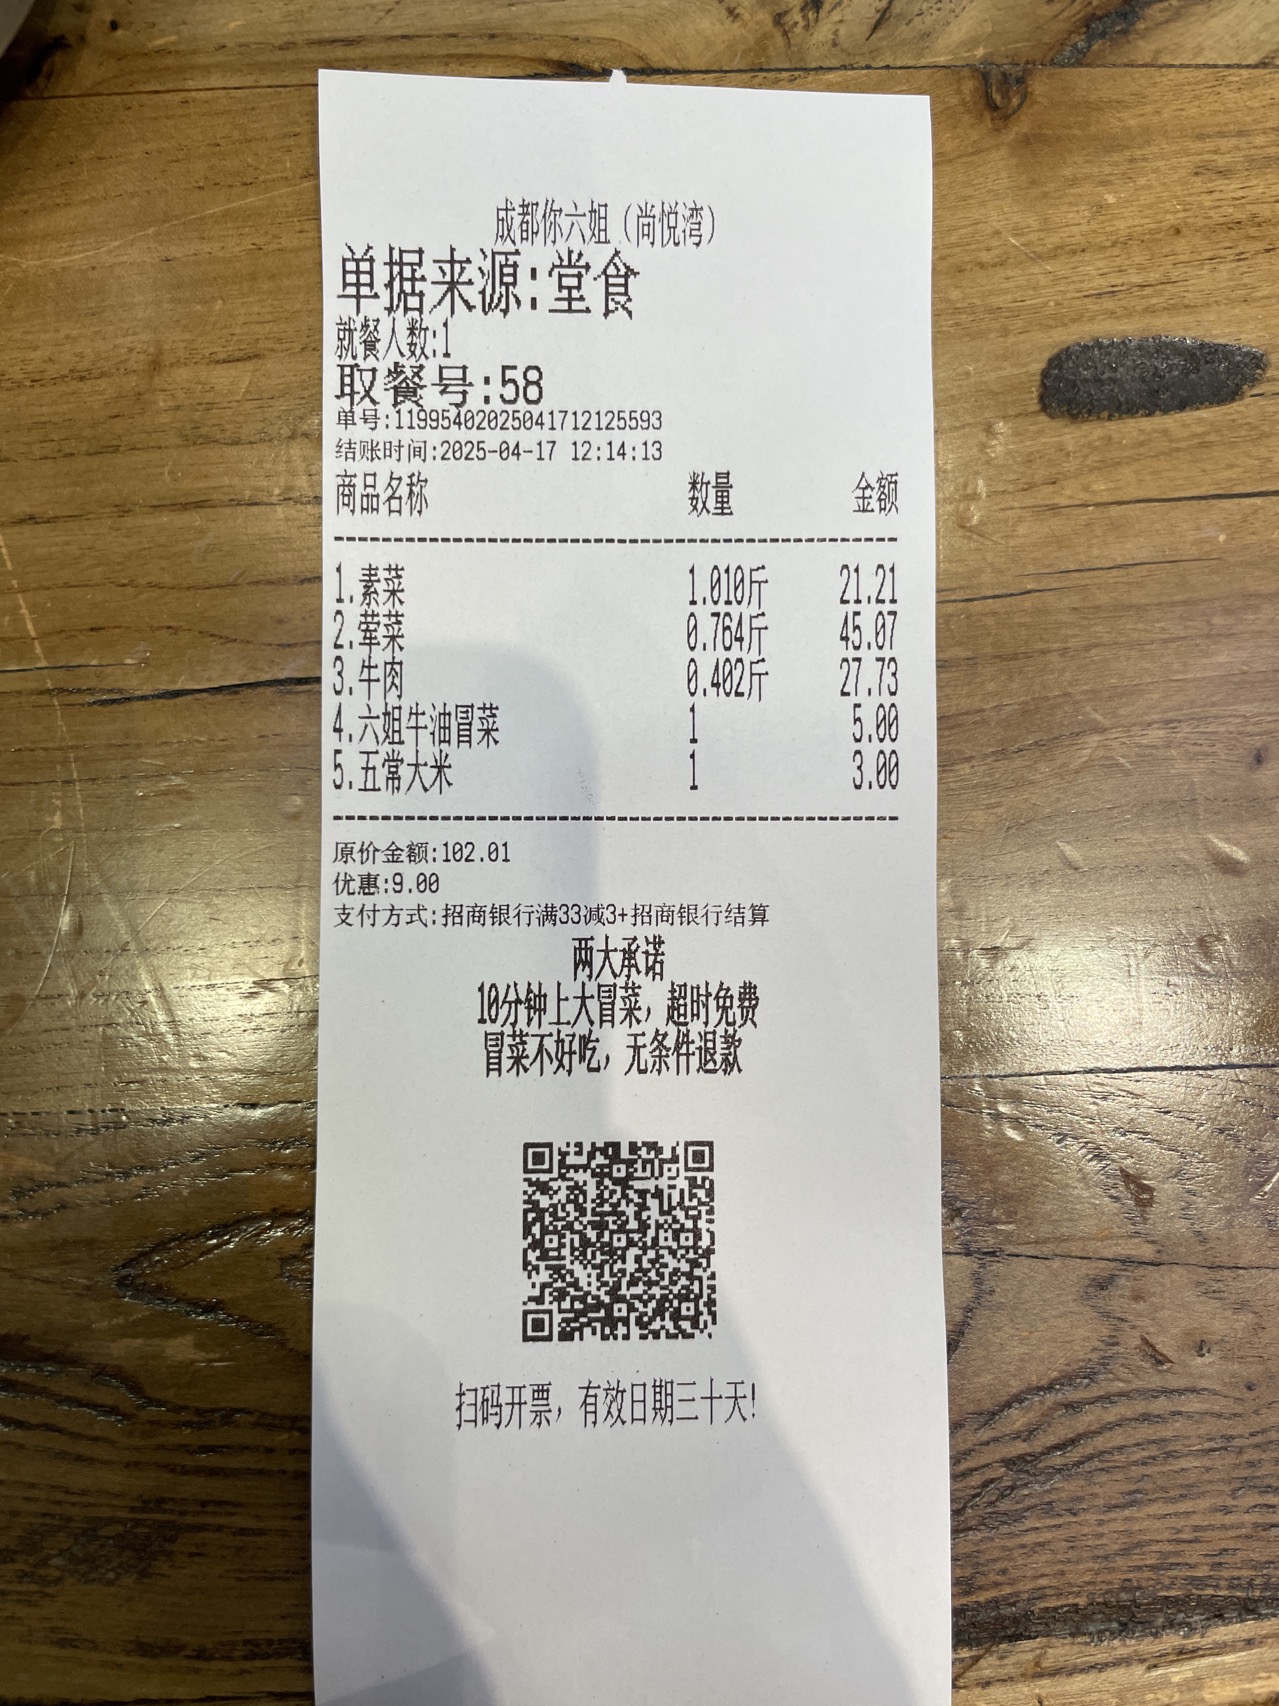 成都你六姐（尚悦湾）
单据来源:堂食
就餐人数:1
取餐号:58
单号:11995402025041712125593
结账时间:2025-04-17 12:14:13
商品名称 数量 金额
1.素菜 1.010斤 21.21
2.荤菜 0.764斤 45.07
3.牛肉 0.402斤 27.73
4.六姐牛油冒菜 1 5.00
5.五常大米 1 3.00
原价金额:102.01
优惠:9.00
支付方式:招商银行满33减3+招商银行结算
两大承诺
10分钟上大冒菜，超时免费
冒菜不好吃，无条件退款
扫码开票，有效日期三十天!